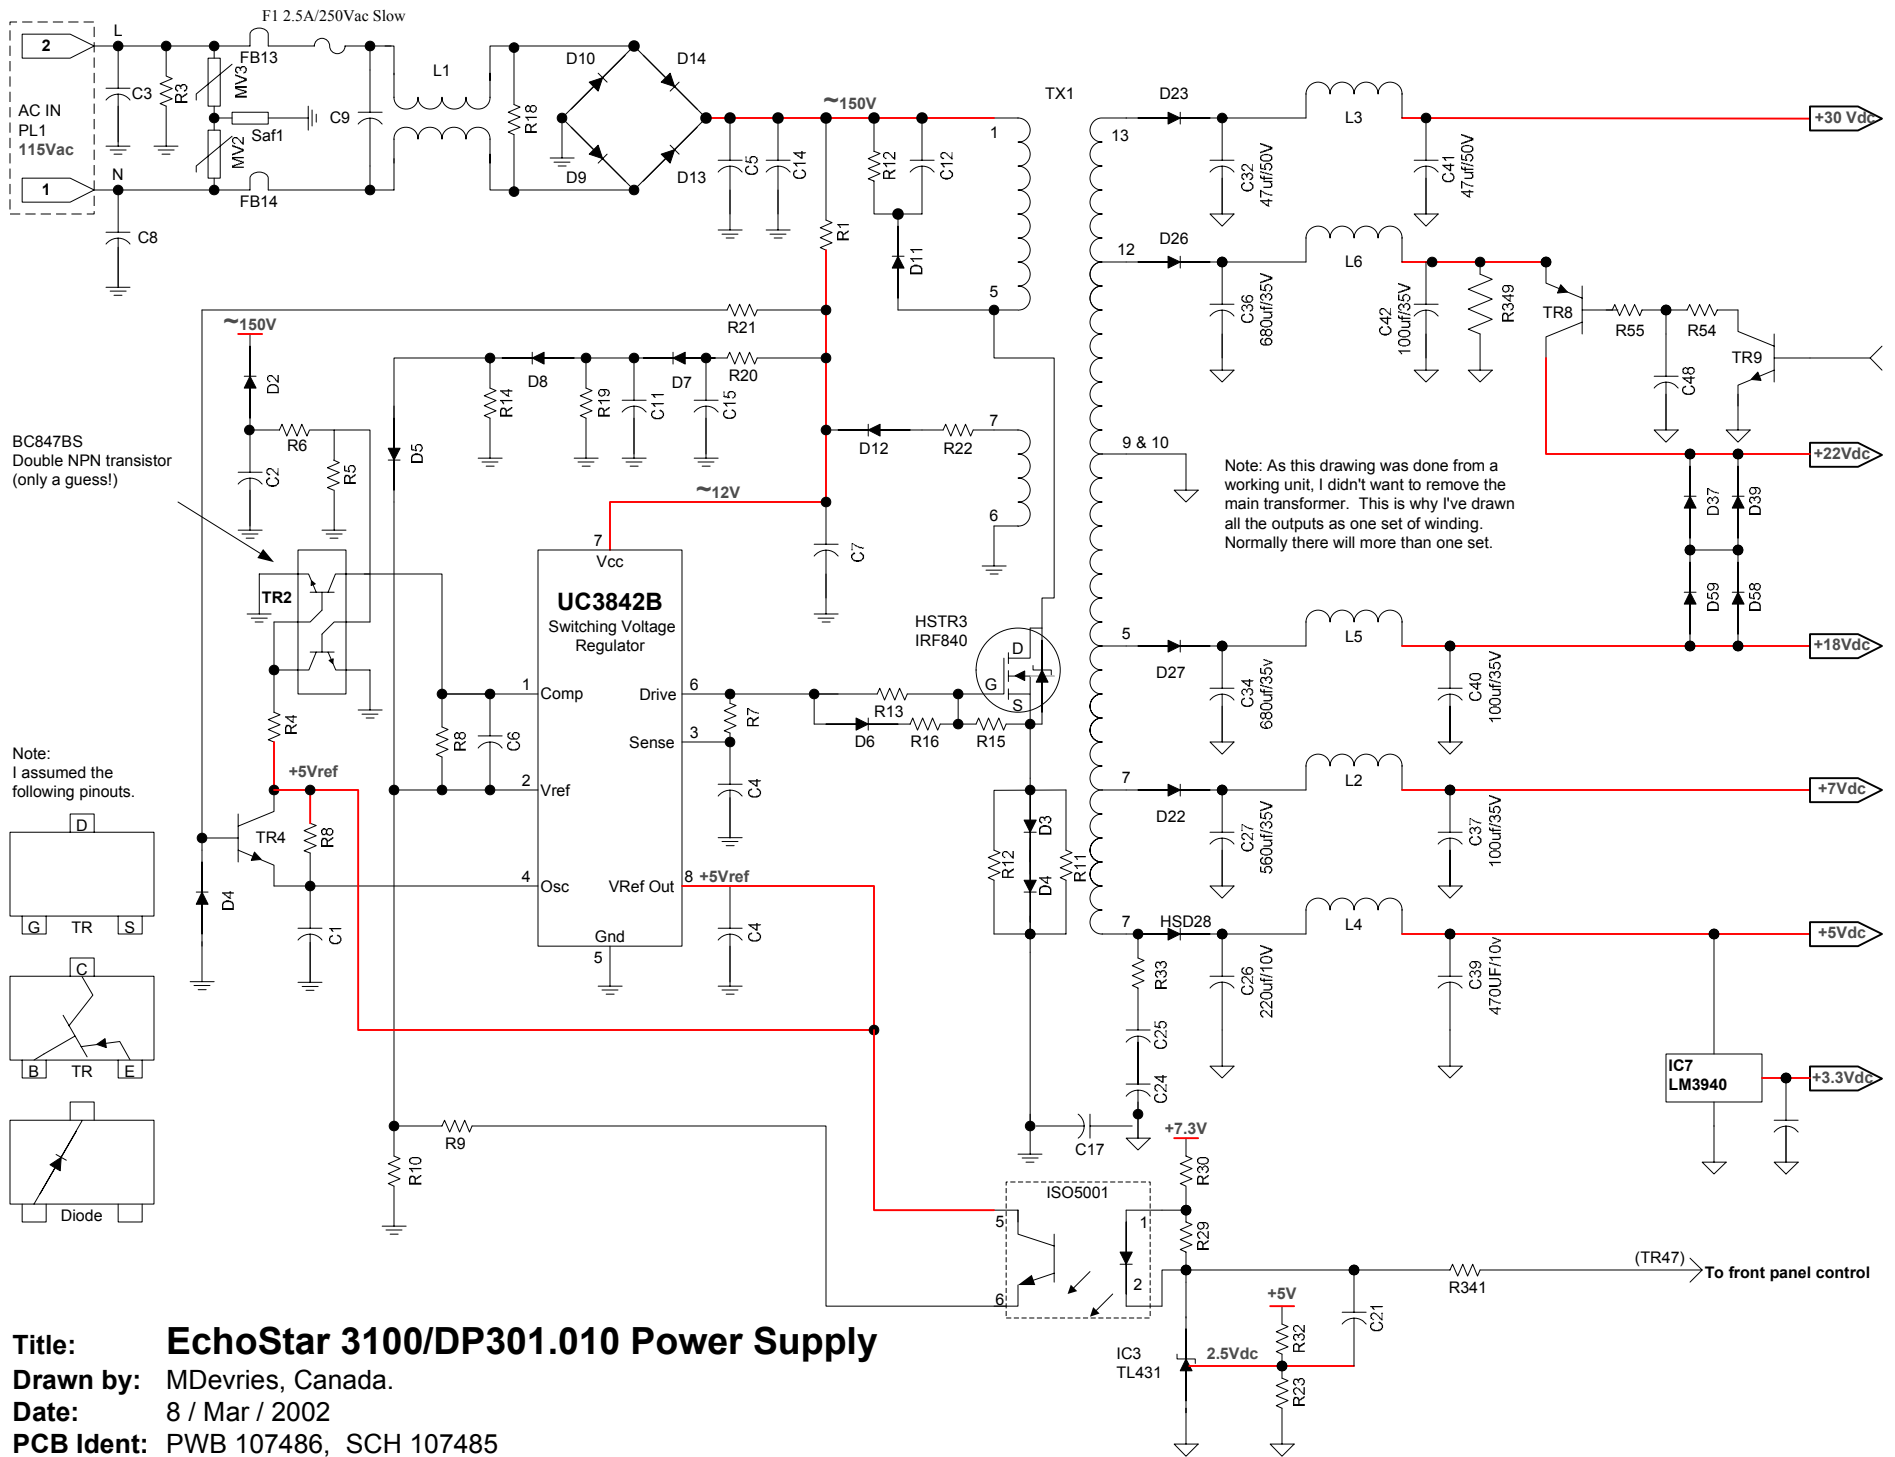 F1 2.5A/250Vac Slow
2
L
FB13
AC IN
PL1
115Vac
C3
R3
MV3
Saf1
MV2
C9
L1
R18
D10
D14
D9
D13
1
N
FB14
C8
~150V
C5
C14
R12
C12
R1
D11
TX1
1
5
13
D23
L3
C32
47uf/50V
C41
47uf/50V
+30 Vdc
12
D26
L6
C36
680uf/35V
C42
100uf/35V
R349
TR8
R55
R54
C48
TR9
~150V
D2
R6
C2
R5
R21
D8
D7
R20
R14
R19
C11
C15
D5
D12
R22
7
6
9 & 10
+22Vdc
BC847BS
Double NPN transistor
(only a guess!)
Note: As this drawing was done from a
working unit, I didn't want to remove the
main transformer. This is why I've drawn
all the outputs as one set of winding.
Normally there will more than one set.
D37
D39
D59
D58
~12V
C7
7
Vcc
UC3842B
Switching Voltage
Regulator
TR2
HSTR3
IRF840
D
G
S
5
D27
L5
C34
680uf/35v
C40
100uf/35V
+18Vdc
1
Comp
Drive
6
Sense
3
2
Vref
4
Osc
VRef Out
8
+5Vref
Gnd
5
R4
R8
C6
R7
C4
R13
D6
R16
R15
Note:
I assumed the
following pinouts.
+5Vref
TR4
R8
C1
D4
C4
R12
D3
D4
R11
7
D22
L2
C27
560uf/35V
C37
100uf/35V
+7Vdc
D
G
TR
S
7
HSD28
L4
R33
C25
C24
C26
220uf/10V
C39
470UF/10v
+5Vdc
C
B
TR
E
IC7
LM3940
+3.3Vdc
Diode
R9
R10
C17
+7.3V
R30
R29
ISO5001
5
6
1
2
(TR47)
To front panel control
R341
C21
+5V
R32
2.5Vdc
R23
IC3
TL431
Title: EchoStar 3100/DP301.010 Power Supply
Drawn by: MDevries, Canada.
Date: 8 / Mar / 2002
PCB Ident: PWB 107486, SCH 107485